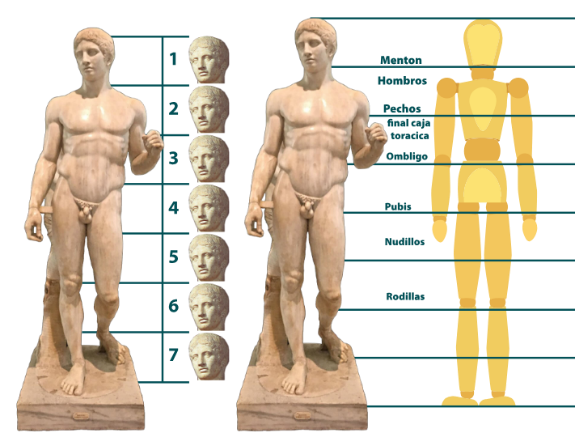 1
2
3
4
5
6
7
Menton
Hombros
Pechos
final caja
toracica
Ombligo
Pubis
Nudillos
Rodillas